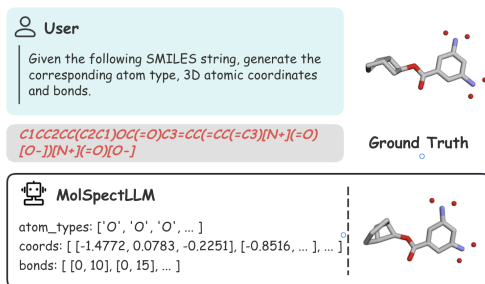 User
Given the following SMILES string, generate the
corresponding atom type, 3D atomic coordinates
and bonds.
C1CC2CC(C2C1)OC(=O)C3=CC(=CC(=C3)[N+](=O)
[O-])[N+](=O)[O-]
Ground Truth
MolSpectLLM
atom_types: ['O', 'O', 'O', ... ]
coords: [ [-1.4772, 0.0783, -0.2251], [-0.8516, ... ], ... ]
bonds: [ [0, 10], [0, 15], ... ]